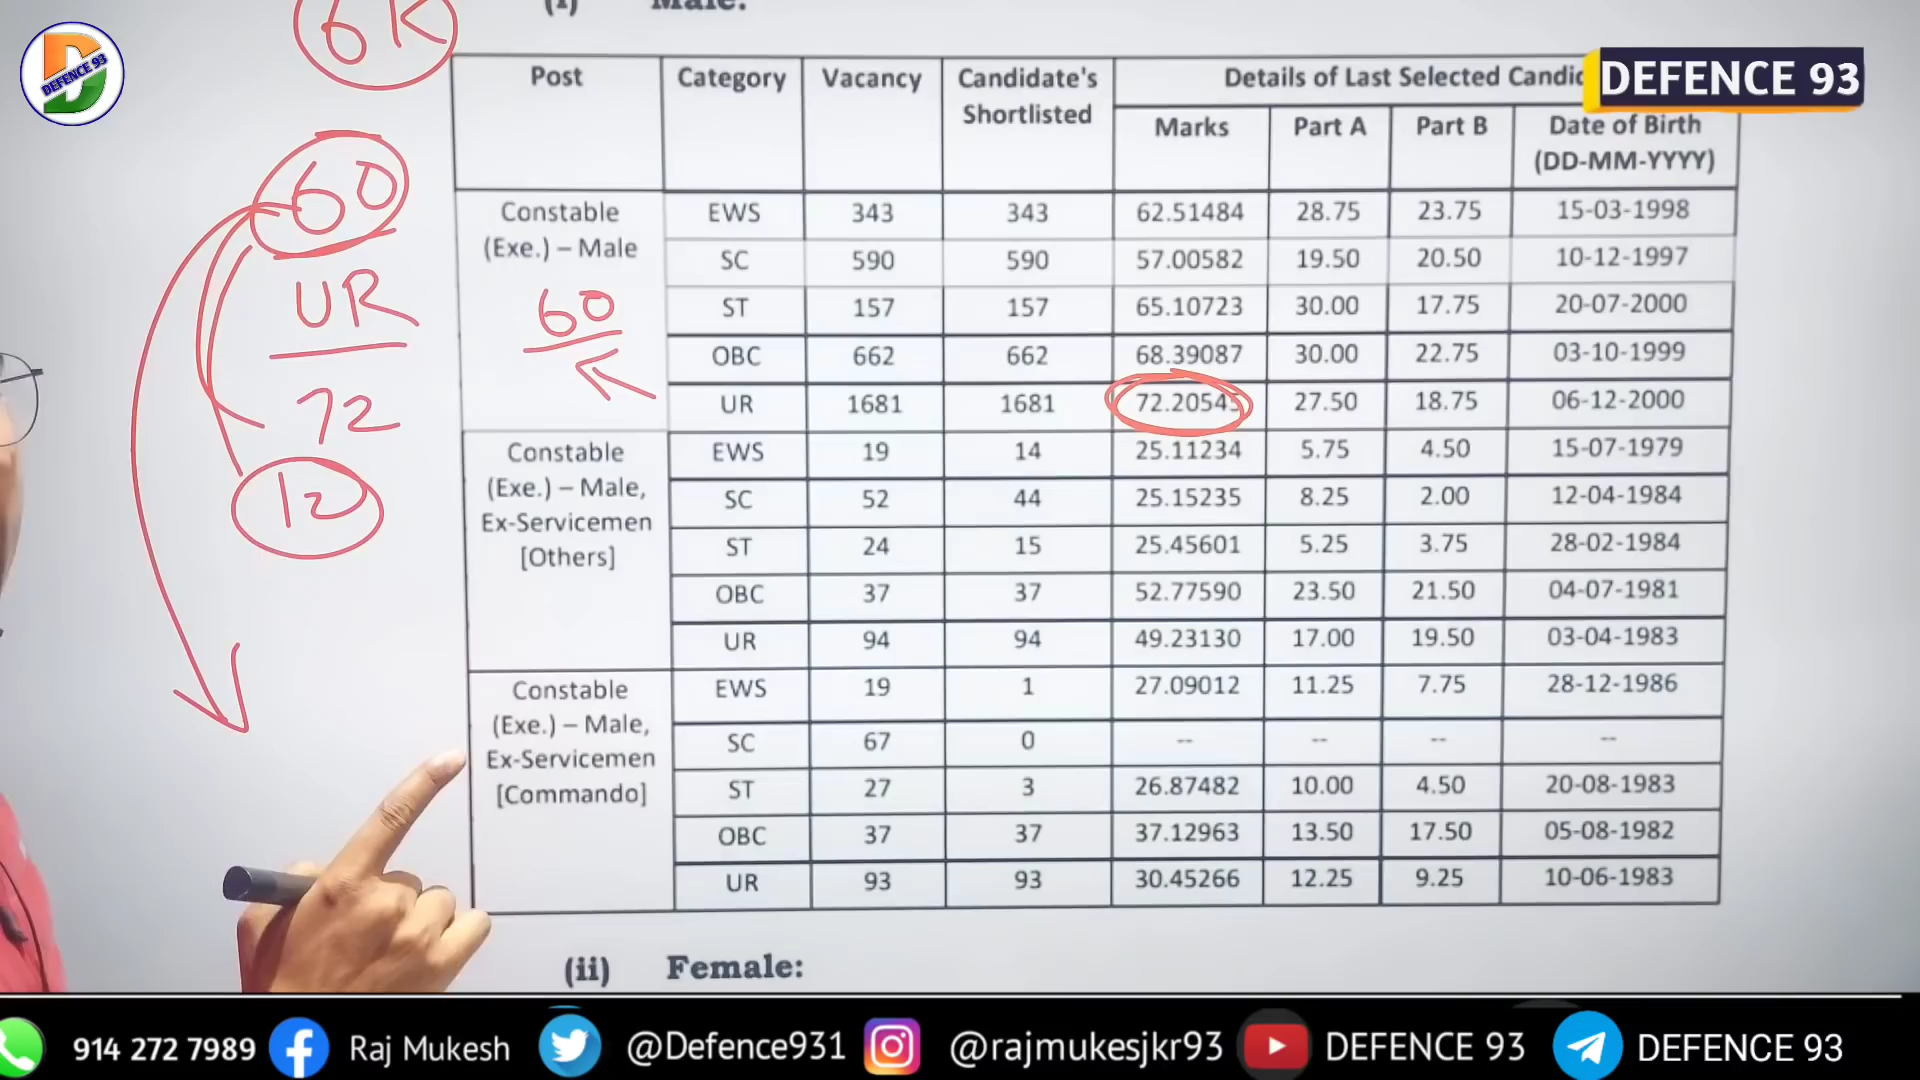 (i) Male:
6K
DEFENCE 93
DEFENCE 93
Post Category Vacancy Candidate's Shortlisted Details of Last Selected
Marks Part A Part B Date of Birth (DD-MM-YYYY)
Constable (Exe.) – Male
EWS 343 343 62.51484 28.75 23.75 15-03-1998
SC 590 590 57.00582 19.50 20.50 10-12-1997
ST 157 157 65.10723 30.00 17.75 20-07-2000
OBC 662 662 68.39087 30.00 22.75 03-10-1999
UR 1681 1681 27.50 18.75 06-12-2000
Constable (Exe.) – Male, Ex-Servicemen [Others]
EWS 19 14 25.11234 5.75 4.50 15-07-1979
SC 52 44 25.15235 8.25 2.00 12-04-1984
ST 24 15 25.45601 5.25 3.75 28-02-1984
OBC 37 37 52.77590 23.50 21.50 04-07-1981
UR 94 94 49.23130 17.00 19.50 03-04-1983
Constable (Exe.) – Male, Ex-Servicemen [Commando]
EWS 19 1 27.09012 11.25 7.75 28-12-1986
SC 67 0 -- -- -- --
ST 27 3 26.87482 10.00 4.50 20-08-1983
OBC 37 37 37.12963 13.50 17.50 05-08-1982
UR 93 93 30.45266 12.25 9.25 10-06-1983
60
UR
72
12
60
(ii) Female:
914 272 7989 Raj Mukesh @Defence931 @rajmukesjkr93 DEFENCE 93 DEFENCE 93